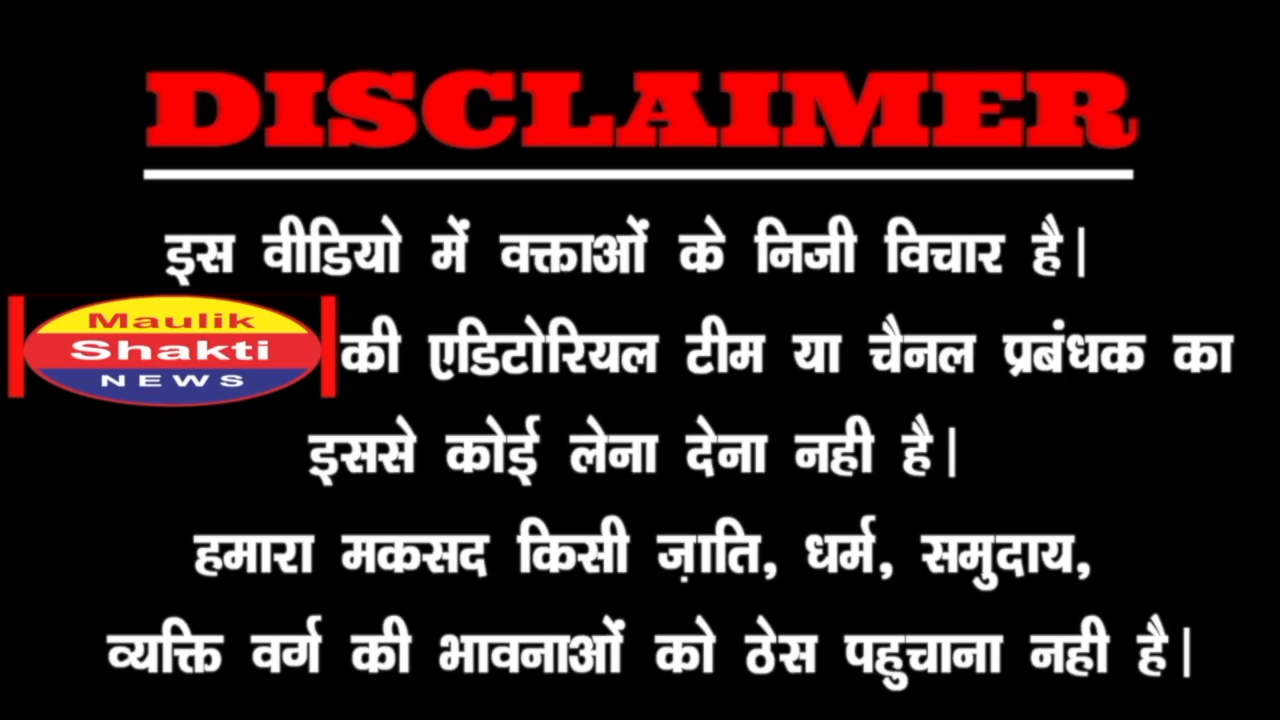 DISCLAIMER
इस वीडियो में वक्ताओं के निजी विचार है|
Maulik
Shakti
NEWS
की एडिटोरियल टीम या चैनल प्रबंधक का
इससे कोई लेना देना नही है|
हमारा मकसद किसी ज़ाति, धर्म, समुदाय,
व्यक्ति वर्ग की भावनाओं को ठेस पहुचाना नही है|